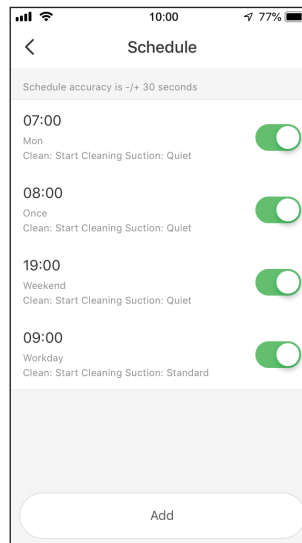 10:00
77%
Schedule
Schedule accuracy is -/+ 30 seconds
07:00
Mon
Clean: Start Cleaning Suction: Quiet
08:00
Once
Clean: Start Cleaning Suction: Quiet
19:00
Weekend
Clean: Start Cleaning Suction: Quiet
09:00
Workday
Clean: Start Cleaning Suction: Standard
Add